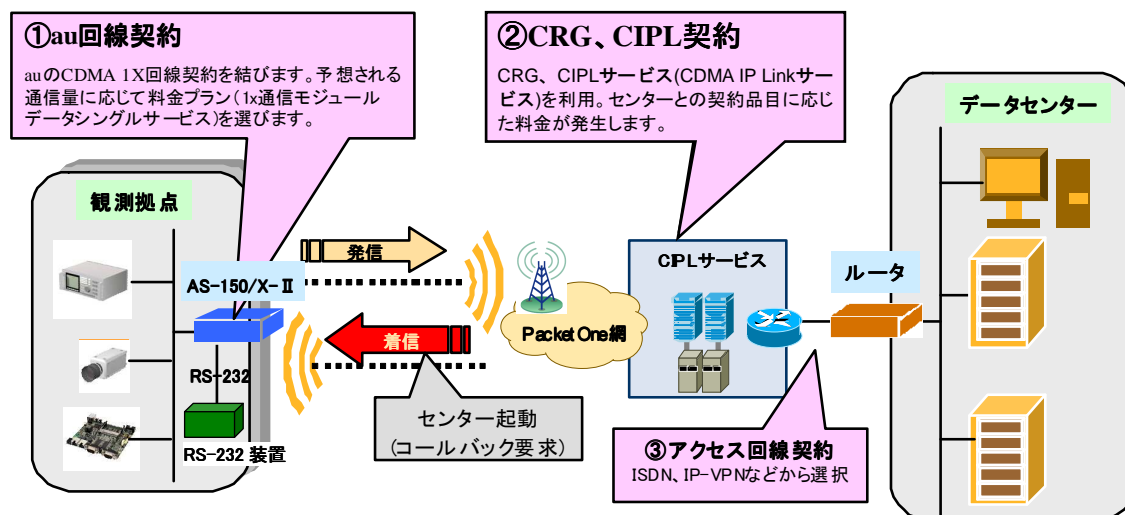 ①au回線契約
auのCDMA 1X回線契約を結びます。予想される
通信量に応じて料金プラン(1x通信モジュール
データシングルサービス)を選びます。
②CRG、CIPL契約
CRG、CIPLサービス(CDMA IP Linkサー
ビス)を利用。センターとの契約品目に応じ
た料金が発生します。
データセンター
観測拠点
発信
AS-150/X-Ⅱ
CIPLサービス
ルータ
着信
Packet One網
RS-232
センター起動
(コールバック要求)
RS-232 装置
③アクセス回線契約
ISDN、IP-VPNなどから選択